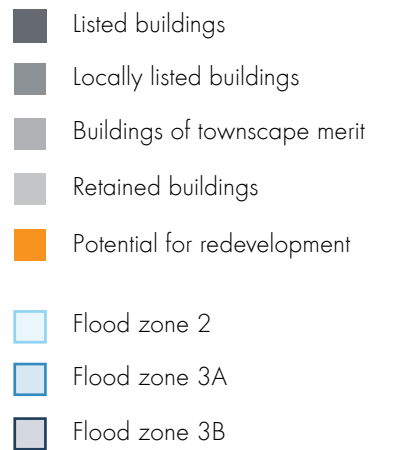 Listed buildings
Locally listed buildings
Buildings of townscape merit
Retained buildings
Potential for redevelopment
Flood zone 2
Flood zone 3A
Flood zone 3B